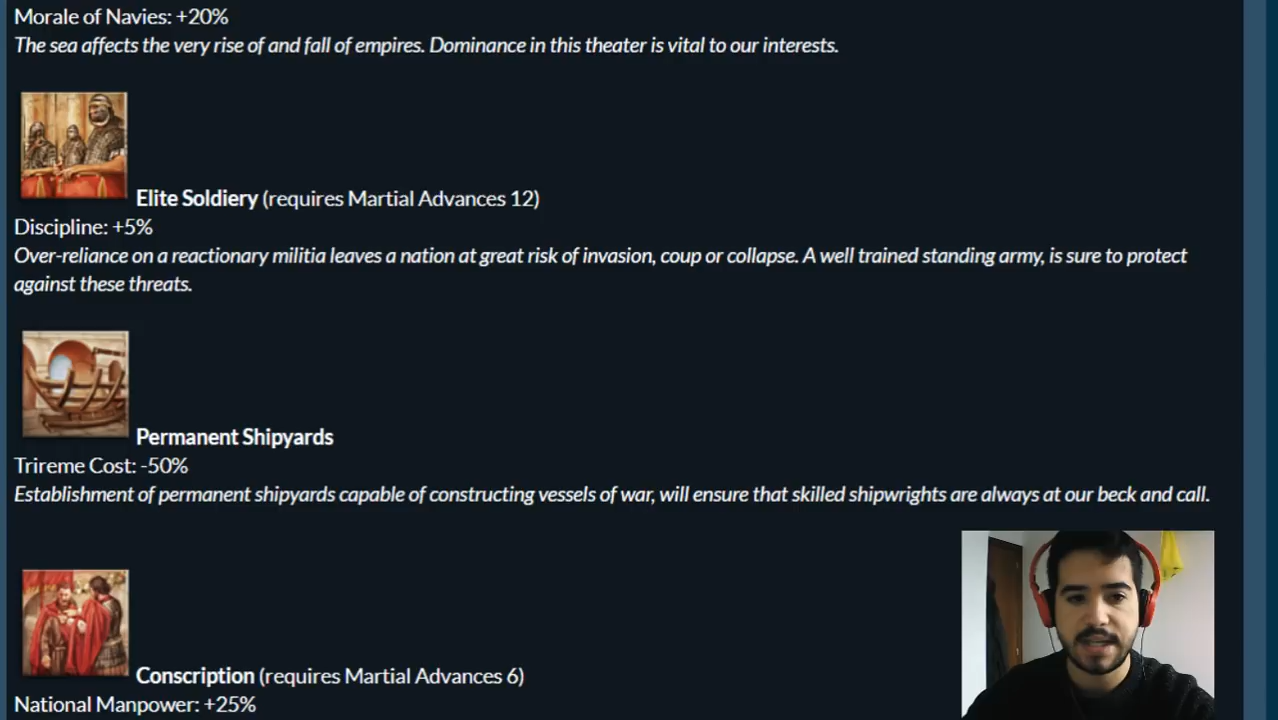 Morale of Navies: +20%
The sea affects the very rise of and fall of empires. Dominance in this theater is vital to our interests.
Elite Soldiery (requires Martial Advances 12)
Discipline: +5%
Over-reliance on a reactionary militia leaves a nation at great risk of invasion, coup or collapse. A well trained standing army, is sure to protect
against these threats.
Permanent Shipyards
Trireme Cost: -50%
Establishment of permanent shipyards capable of constructing vessels of war, will ensure that skilled shipwrights are always at our beck and call.
Conscription (requires Martial Advances 6)
National Manpower: +25%